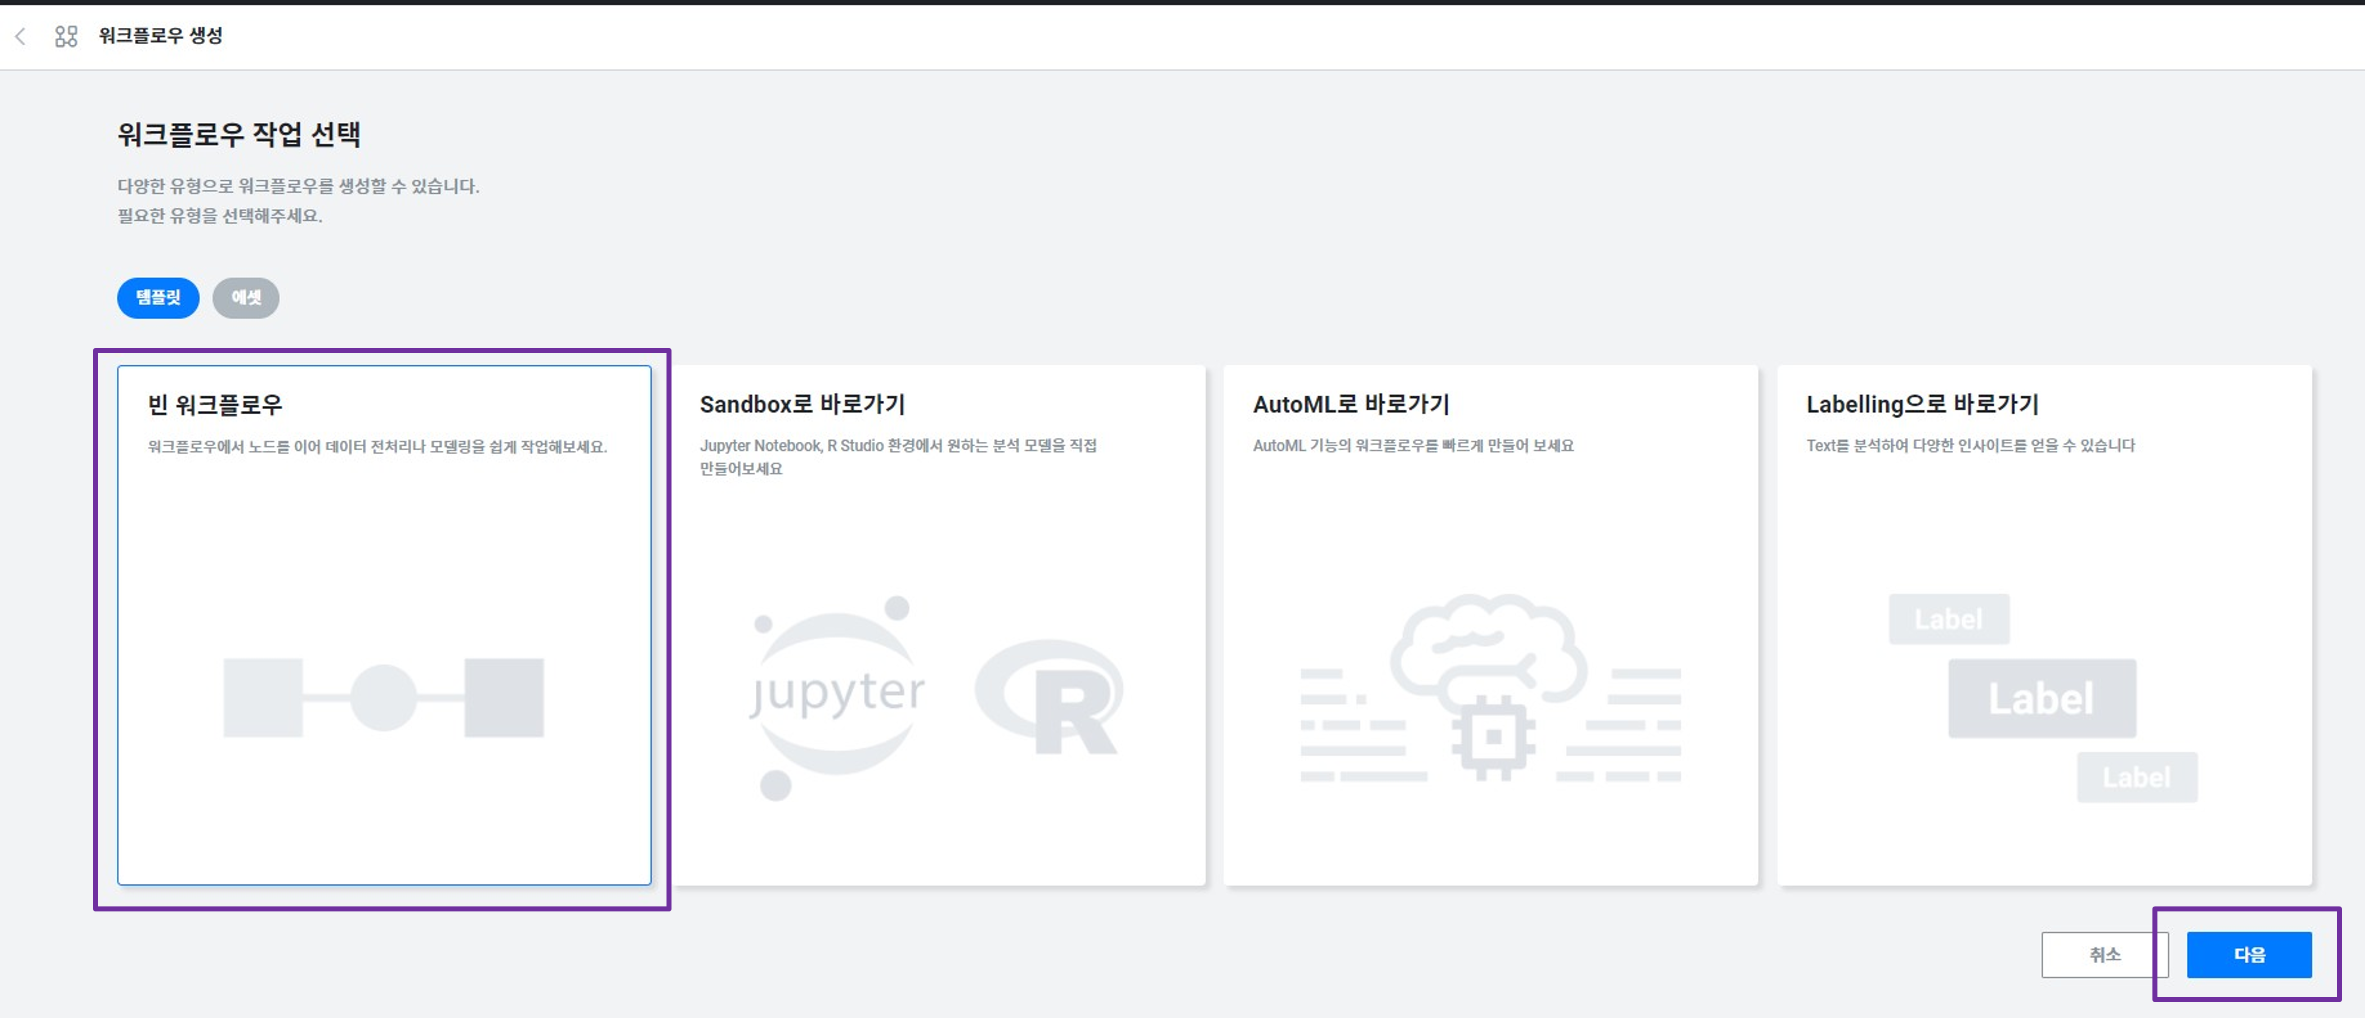 워크플로우 생성
워크플로우 작업 선택
다양한 유형으로 워크플로우를 생성할 수 있습니다.
필요한 유형을 선택해주세요.
템플릿
에셋
빈 워크플로우
워크플로우에서 노드를 이어 데이터 전처리나 모델링을 쉽게 작업해보세요.
Sandbox로 바로가기
Jupyter Notebook, R Studio 환경에서 원하는 분석 모델을 직접
만들어보세요
jupyter
R
AutoML로 바로가기
AutoML 기능의 워크플로우를 빠르게 만들어 보세요
Labelling으로 바로가기
Text를 분석하여 다양한 인사이트를 얻을 수 있습니다
Label
Label
Label
취소
다음